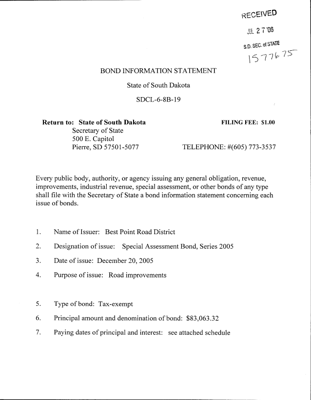 RECEIVED
JUL 27 '06
S.D. SEC. of STATE
1577675
BOND INFORMATION STATEMENT
State of South Dakota
SDCL-6-8B-19
Return to: State of South Dakota FILING FEE: $1.00
Secretary of State
500 E. Capitol
Pierre, SD 57501-5077 TELEPHONE: #(605) 773-3537
Every public body, authority, or agency issuing any general obligation, revenue,
improvements, industrial revenue, special assessment, or other bonds of any type
shall file with the Secretary of State a bond information statement concerning each
issue of bonds.
1. Name of Issuer: Best Point Road District
2. Designation of issue: Special Assessment Bond, Series 2005
3. Date of issue: December 20, 2005
4. Purpose of issue: Road improvements
5. Type of bond: Tax-exempt
6. Principal amount and denomination of bond: $83,063.32
7. Paying dates of principal and interest: see attached schedule